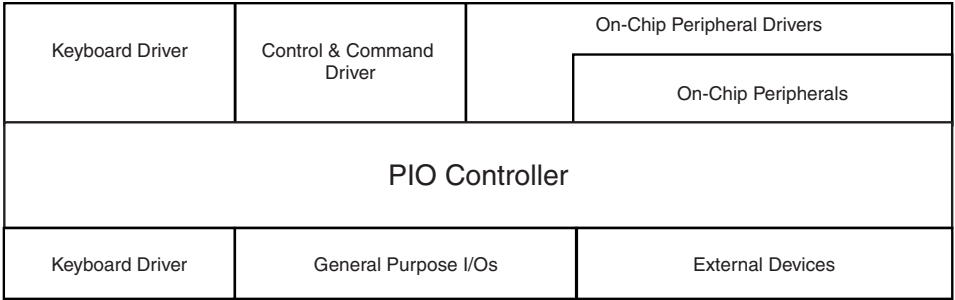 Keyboard Driver
Control & Command
Driver
On-Chip Peripheral Drivers
On-Chip Peripherals
PIO Controller
Keyboard Driver
General Purpose I/Os
External Devices